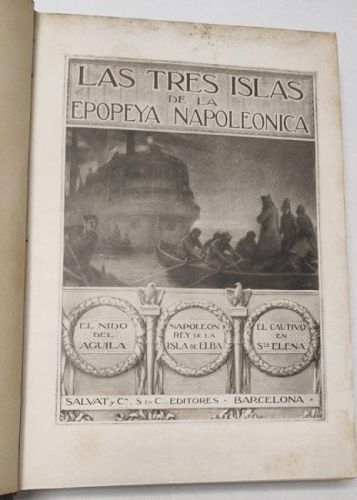 LAS TRES ISLAS
DE LA
EPOPEYA NAPOLEONICA
EL NIDO
DEL
AGUILA
NAPOLEON
REY DE LA
ISLA DE ELBA
EL CAUTIVO
EN
Sta ELENA
SALVAT y Cª. S EN C., EDITORES · BARCELONA